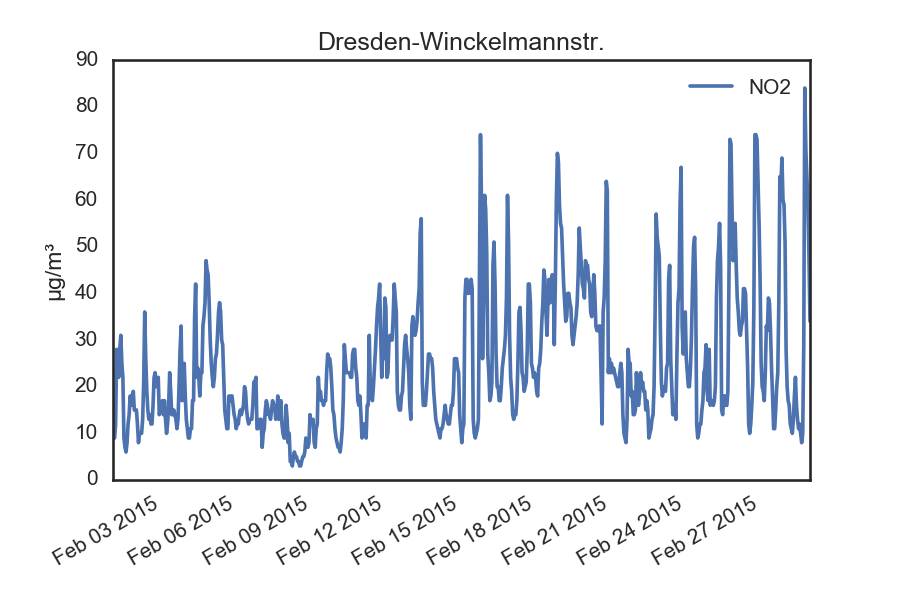 Dresden-Winckelmannstr.
NO2
µg/m³
90
80
70
60
50
40
30
20
10
0
Feb 03 2015
Feb 06 2015
Feb 09 2015
Feb 12 2015
Feb 15 2015
Feb 18 2015
Feb 21 2015
Feb 24 2015
Feb 27 2015